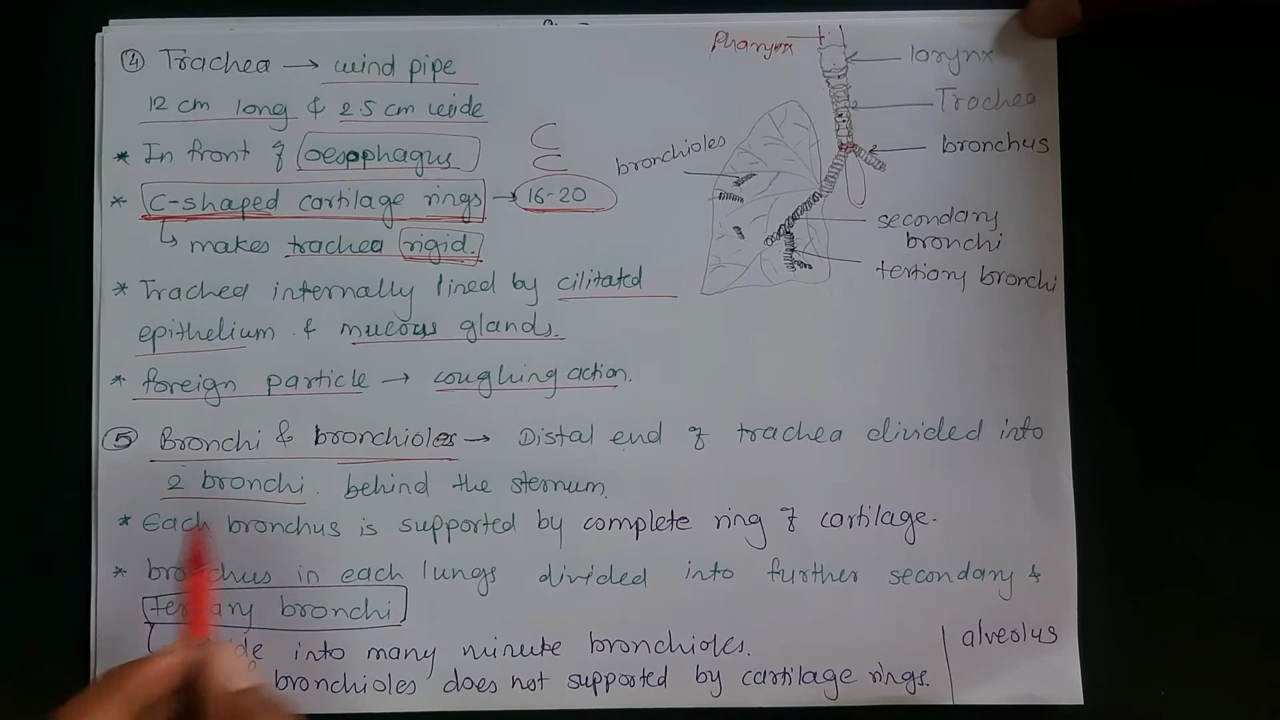 ④ Trachea → wind pipe
12 cm long & 2.5 cm wide
* In front of oesophagus
* C-shaped cartilage rings → 16-20
↳ makes trachea rigid.
* Trachea internally lined by cilitated
epithelium & mucous glands.
* foreign particle → coughing action.
Pharynx
larynx
Trachea
bronchus
bronchioles
secondary
bronchi
tertiory bronchi
⑤ Bronchi & bronchioles → Distal end of trachea divided into
2 bronchi. behind the sternum.
* Each bronchus is supported by complete ring of cartilage.
* bronchus in each lungs divided into further secondary &
bronchi
into many minute bronchioles.
bronchioles does not supported by cartilage rings.
alveolus